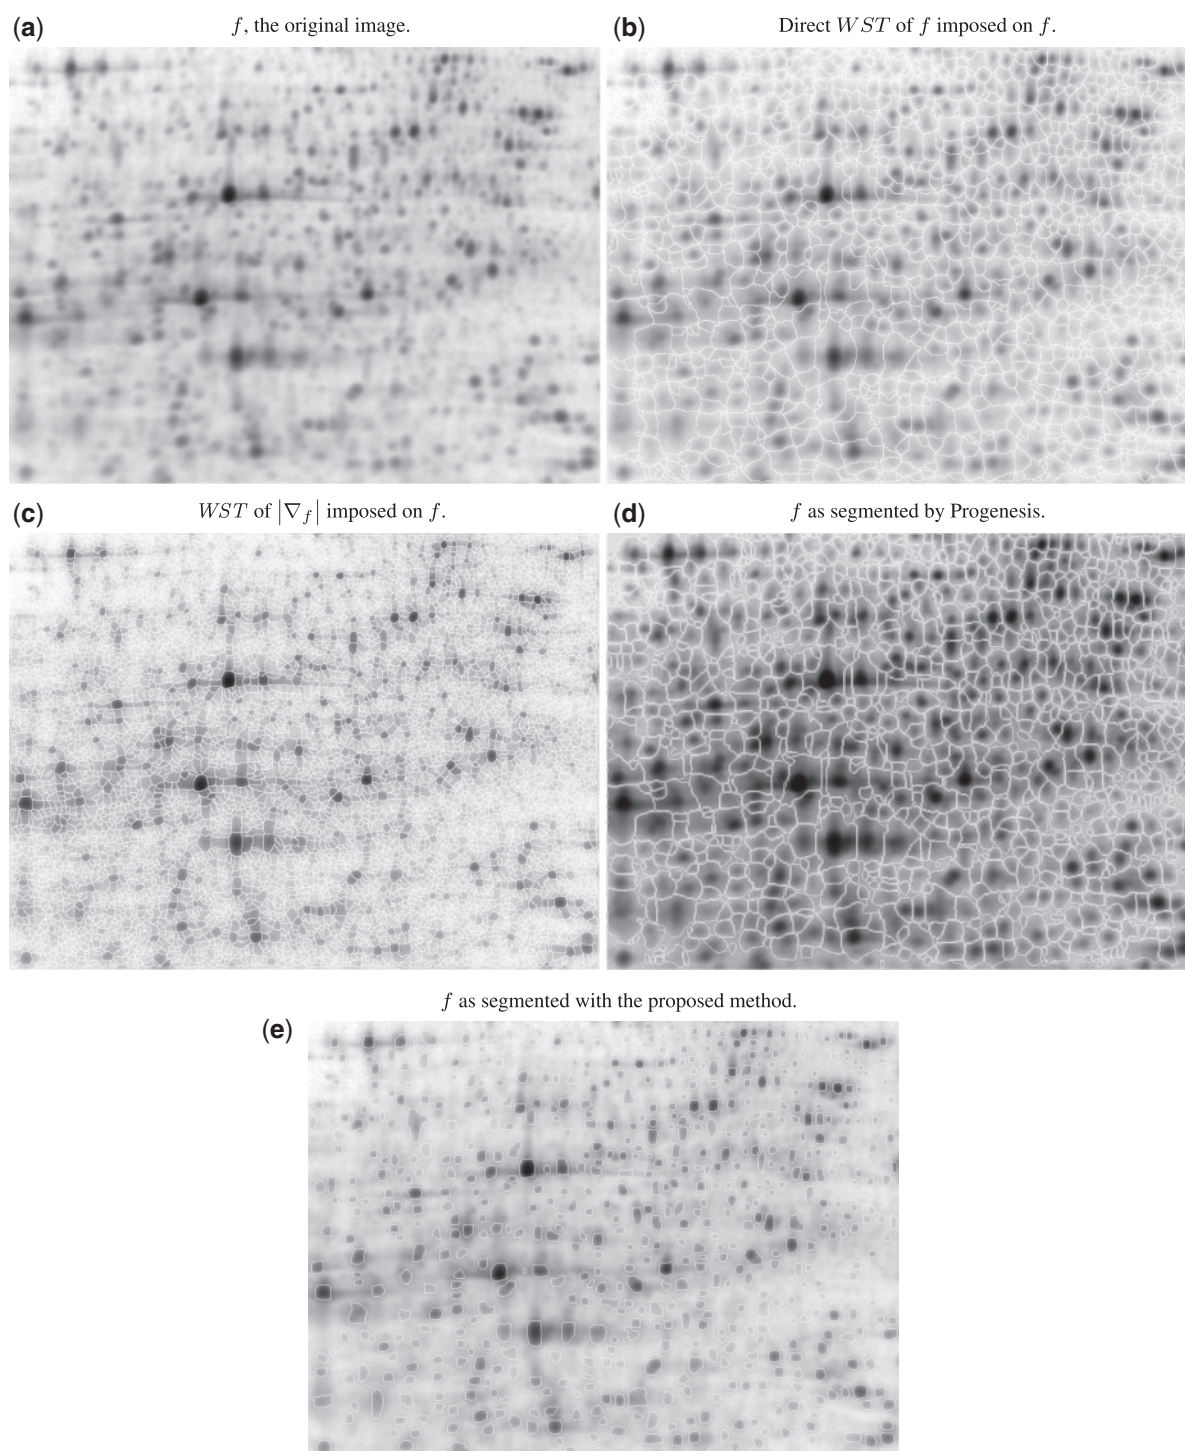 (a) f, the original image.
(b) Direct WST of f imposed on f.
(c) WST of |∇f| imposed on f.
(d) f as segmented by Progenesis.
f as segmented with the proposed method.
(e)